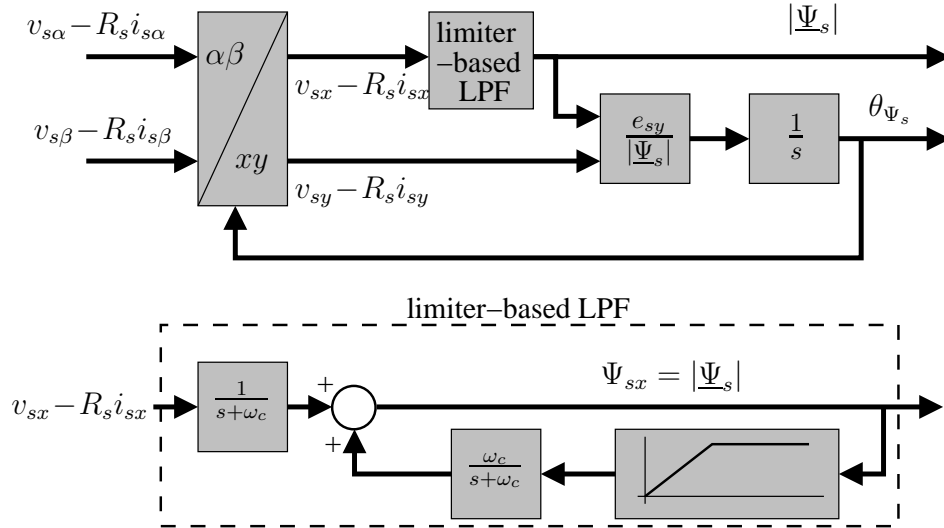 v_{sα} − R_s i_{sα}
αβ
limiter
−based
LPF
|Ψ_s|
v_{sx} − R_s i_{sx}
v_{sβ} − R_s i_{sβ}
xy
e_{sy}
|Ψ_s|
1
s
θ_{Ψ_s}
v_{sy} − R_s i_{sy}
limiter−based LPF
v_{sx} − R_s i_{sx}
1
s+ω_c
+
+
Ψ_{sx} = |Ψ_s|
ω_c
s+ω_c